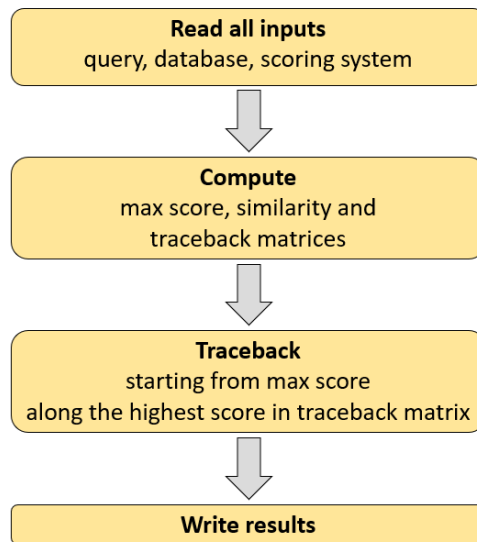 Read all inputs
query, database, scoring system
Compute
max score, similarity and
traceback matrices
Traceback
starting from max score
along the highest score in traceback matrix
Write results